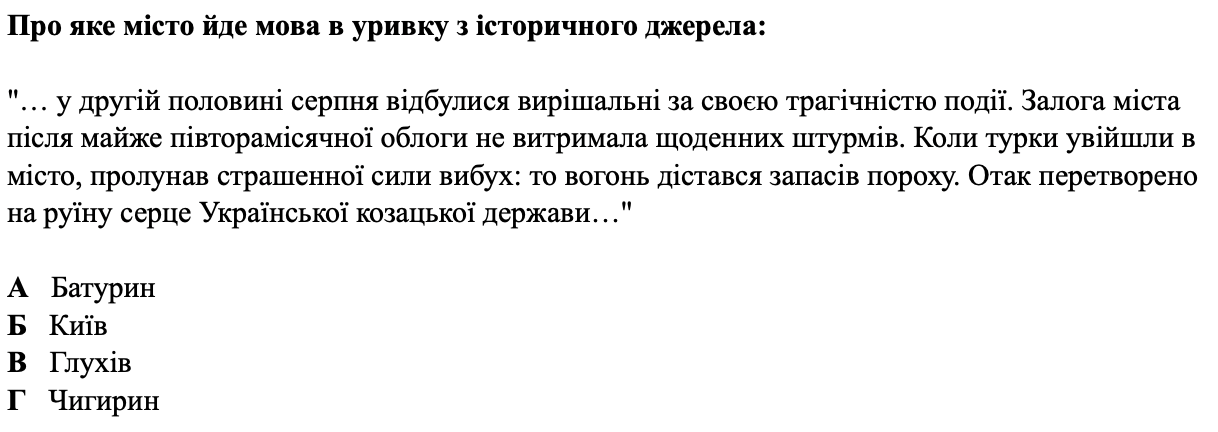 Про яке місто йде мова в уривку з історичного джерела:
"… у другій половині серпня відбулися вирішальні за своєю трагічністю події. Залога міста
після майже півторамісячної облоги не витримала щоденних штурмів. Коли турки увійшли в
місто, пролунав страшенної сили вибух: то вогонь дістався запасів пороху. Отак перетворено
на руїну серце Української козацької держави…"
А Батурин
Б Київ
В Глухів
Г Чигирин